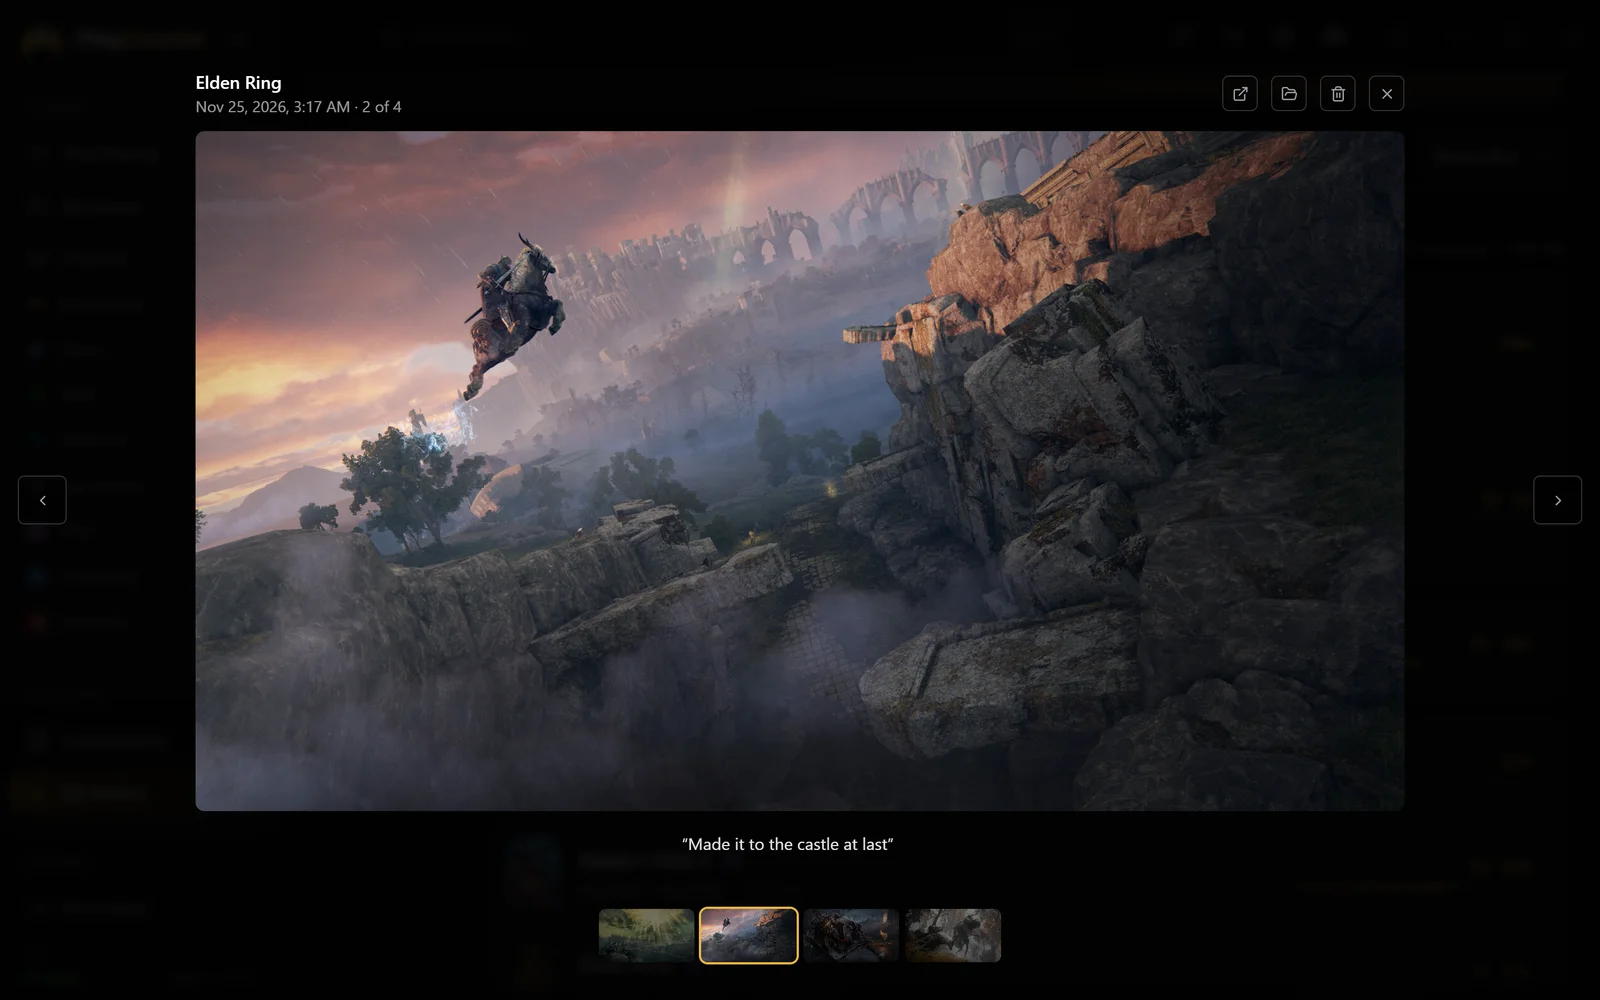 Elden Ring
Nov 25, 2026, 3:17 AM · 2 of 4
"Made it to the castle at last"